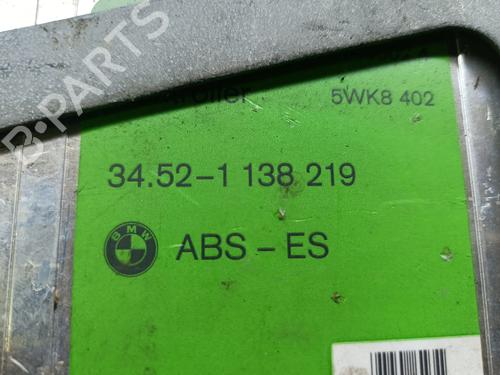 5WK8 402
34.52-1 138 219
BMW
ABS - ES
B-PARTS